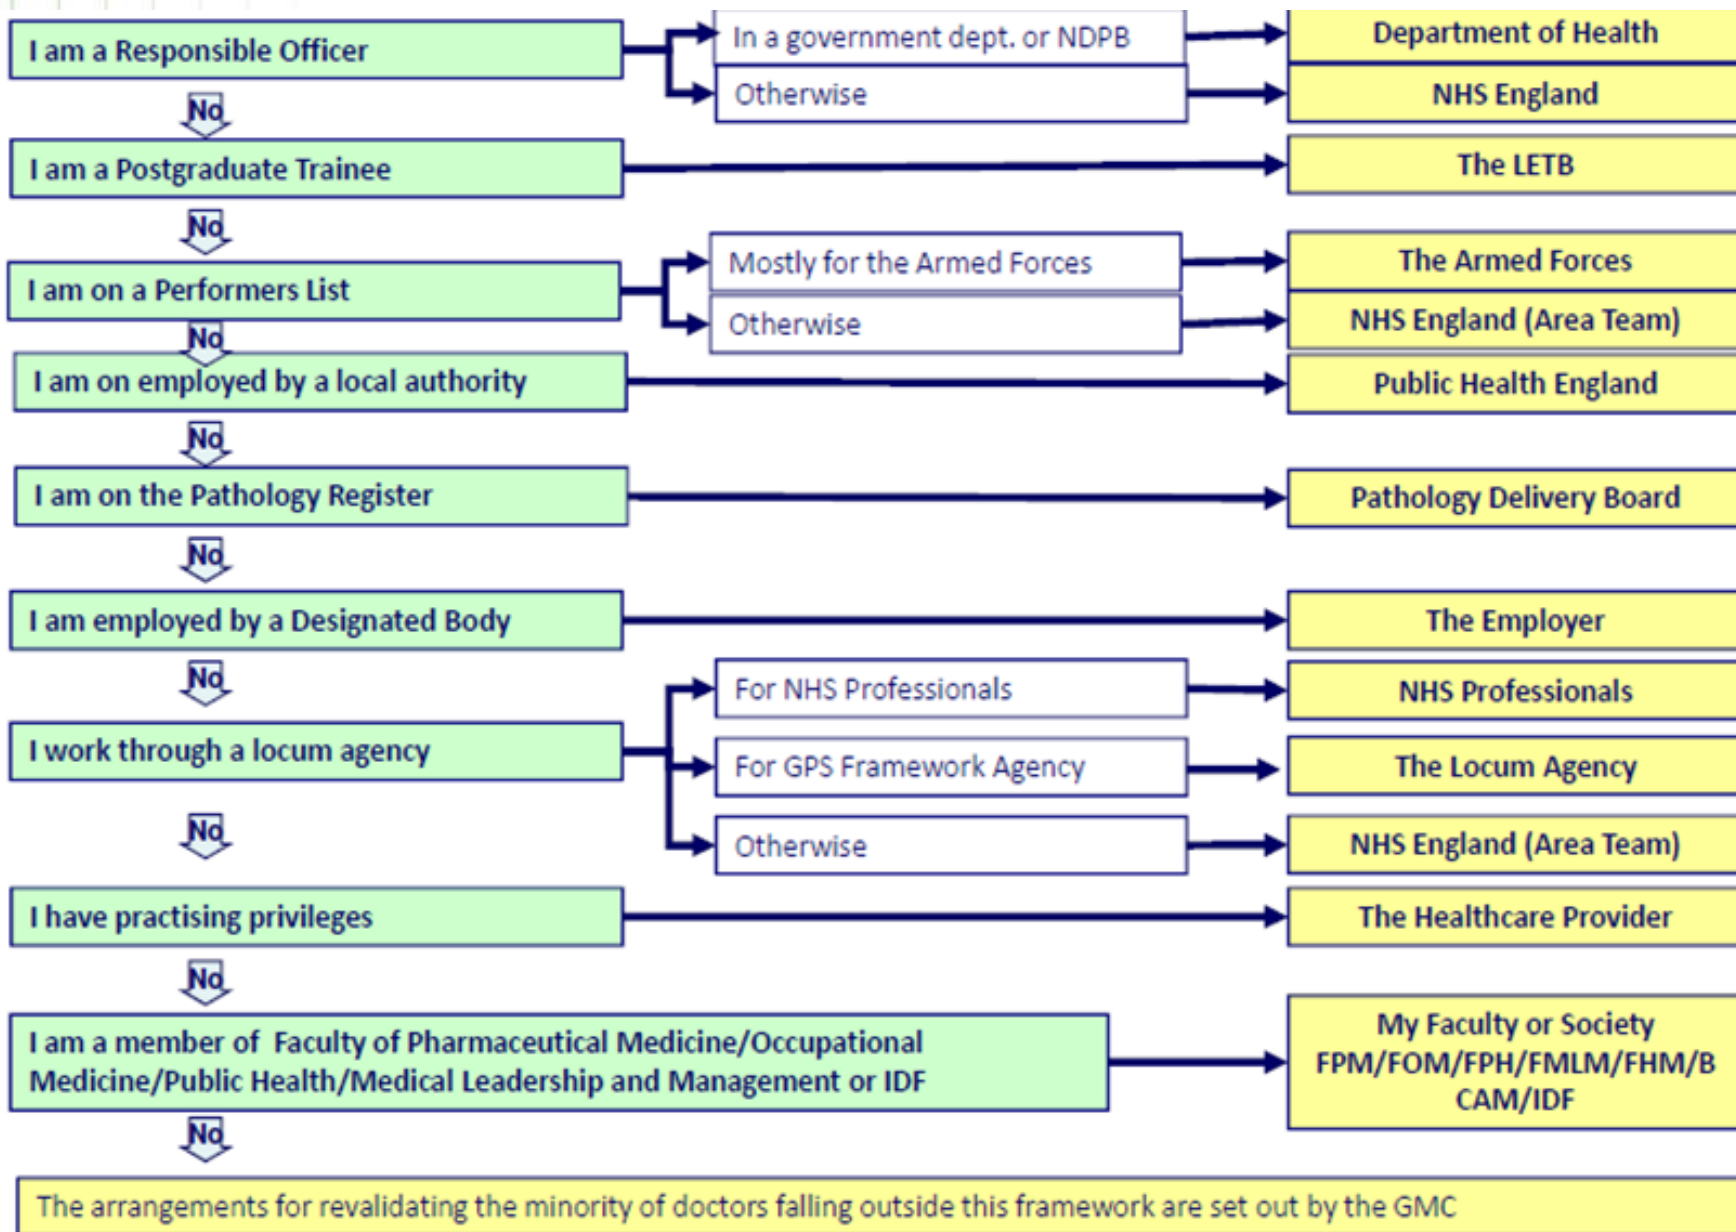 I am a Responsible Officer
In a government dept. or NDPB
Department of Health
Otherwise
NHS England
No
I am a Postgraduate Trainee
The LETB
No
I am on a Performers List
Mostly for the Armed Forces
The Armed Forces
Otherwise
NHS England (Area Team)
No
I am on employed by a local authority
Public Health England
No
I am on the Pathology Register
Pathology Delivery Board
No
I am employed by a Designated Body
The Employer
No
I work through a locum agency
For NHS Professionals
NHS Professionals
For GPS Framework Agency
The Locum Agency
Otherwise
NHS England (Area Team)
No
I have practising privileges
The Healthcare Provider
No
I am a member of Faculty of Pharmaceutical Medicine/Occupational
Medicine/Public Health/Medical Leadership and Management or IDF
My Faculty or Society
FPM/FOM/FPH/FMLM/FHM/B
CAM/IDF
No
The arrangements for revalidating the minority of doctors falling outside this framework are set out by the GMC